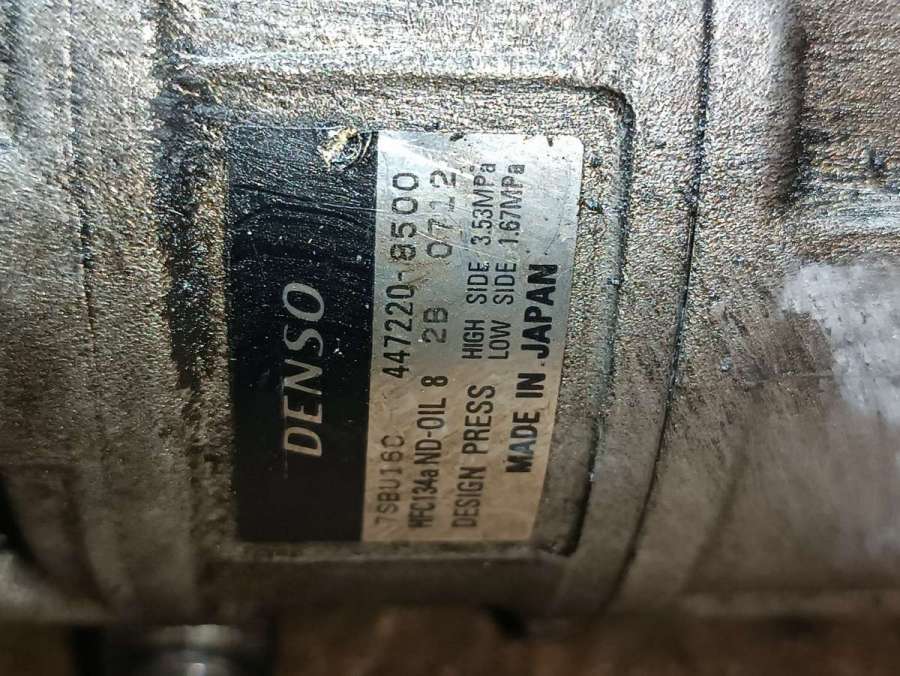 DENSO
7SBU16C 447220-8500
HFC134a ND-OIL 8 2B 0712
DESIGN PRESS HIGH SIDE 3.53MPa
LOW SIDE 1.67MPa
MADE IN JAPAN